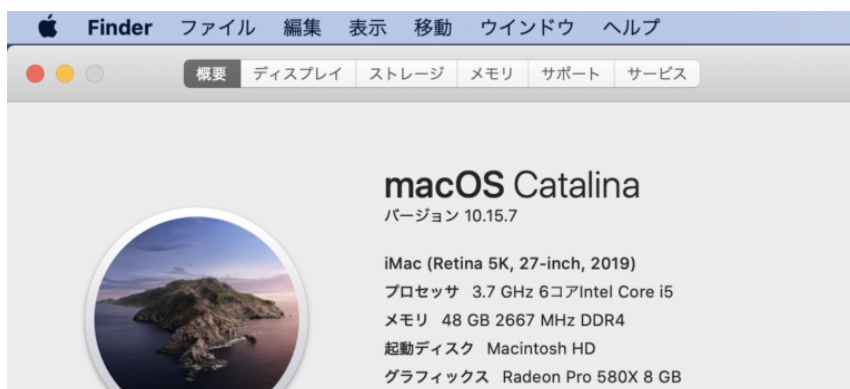 Finder ファイル 編集 表示 移動 ウインドウ ヘルプ
概要 ディスプレイ ストレージ メモリ サポート サービス
macOS Catalina
バージョン 10.15.7
iMac (Retina 5K, 27-inch, 2019)
プロセッサ 3.7 GHz 6コアIntel Core i5
メモリ 48 GB 2667 MHz DDR4
起動ディスク Macintosh HD
グラフィックス Radeon Pro 580X 8 GB